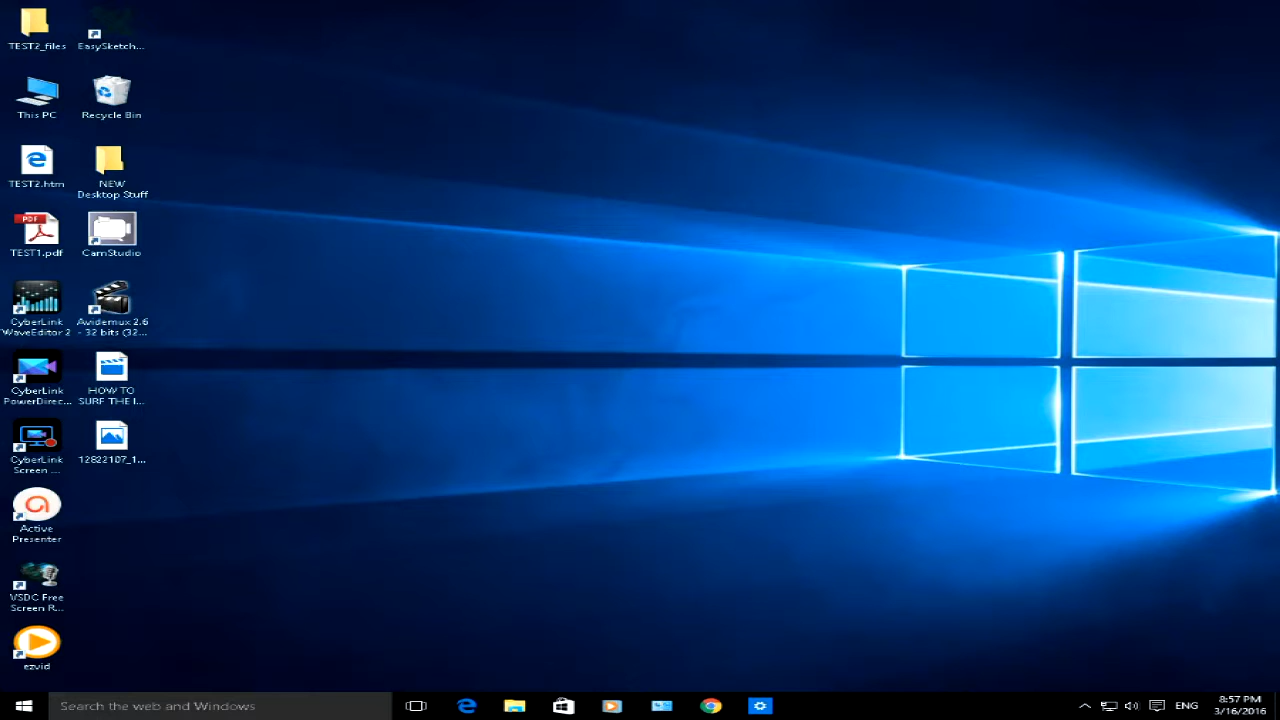 TEST2_files
EasySketch...
This PC
Recycle Bin
TEST2.htm
NEW
Desktop Stuff
PDF
TEST1.pdf
CamStudio
CyberLink
WaveEditor 2
Avidemux 2.6
- 32 bits (32...
CyberLink
PowerDirec...
HOW TO
SURF THE I...
CyberLink
Screen ...
12822107_1...
Active
Presenter
VSDC Free
Screen R...
ezvid
Search the web and Windows
ENG
8:57 PM
3/16/2016